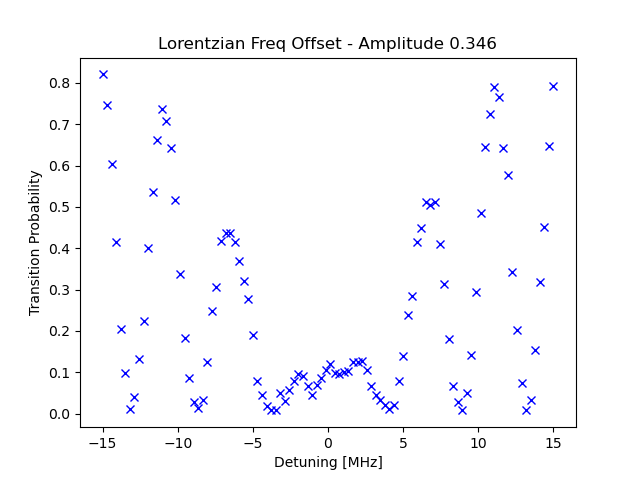 Lorentzian Freq Offset - Amplitude 0.346
Transition Probability
0.8
0.7
0.6
0.5
0.4
0.3
0.2
0.1
0.0
−15 −10 −5 0 5 10 15
Detuning [MHz]